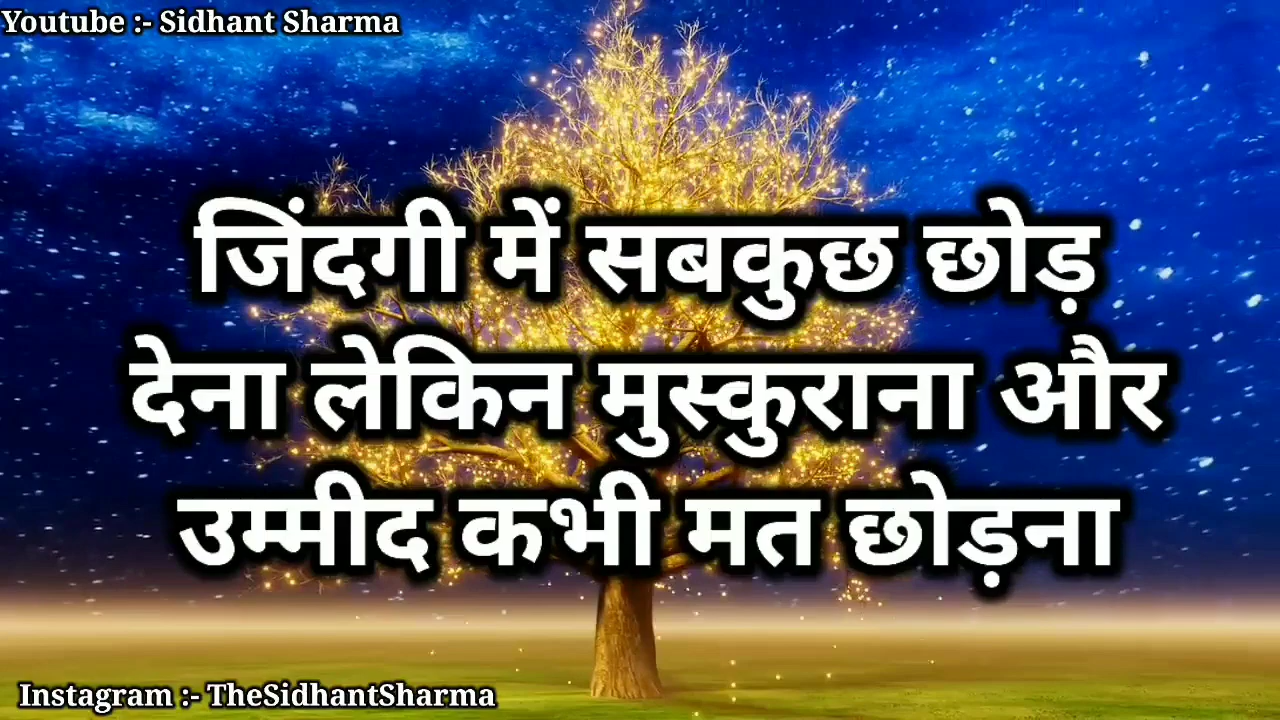 Youtube :- Sidhant Sharma
जिंदगी में सबकुछ छोड़
देना लेकिन मुस्कुराना और
उम्मीद कभी मत छोड़ना
Instagram :- TheSidhantSharma